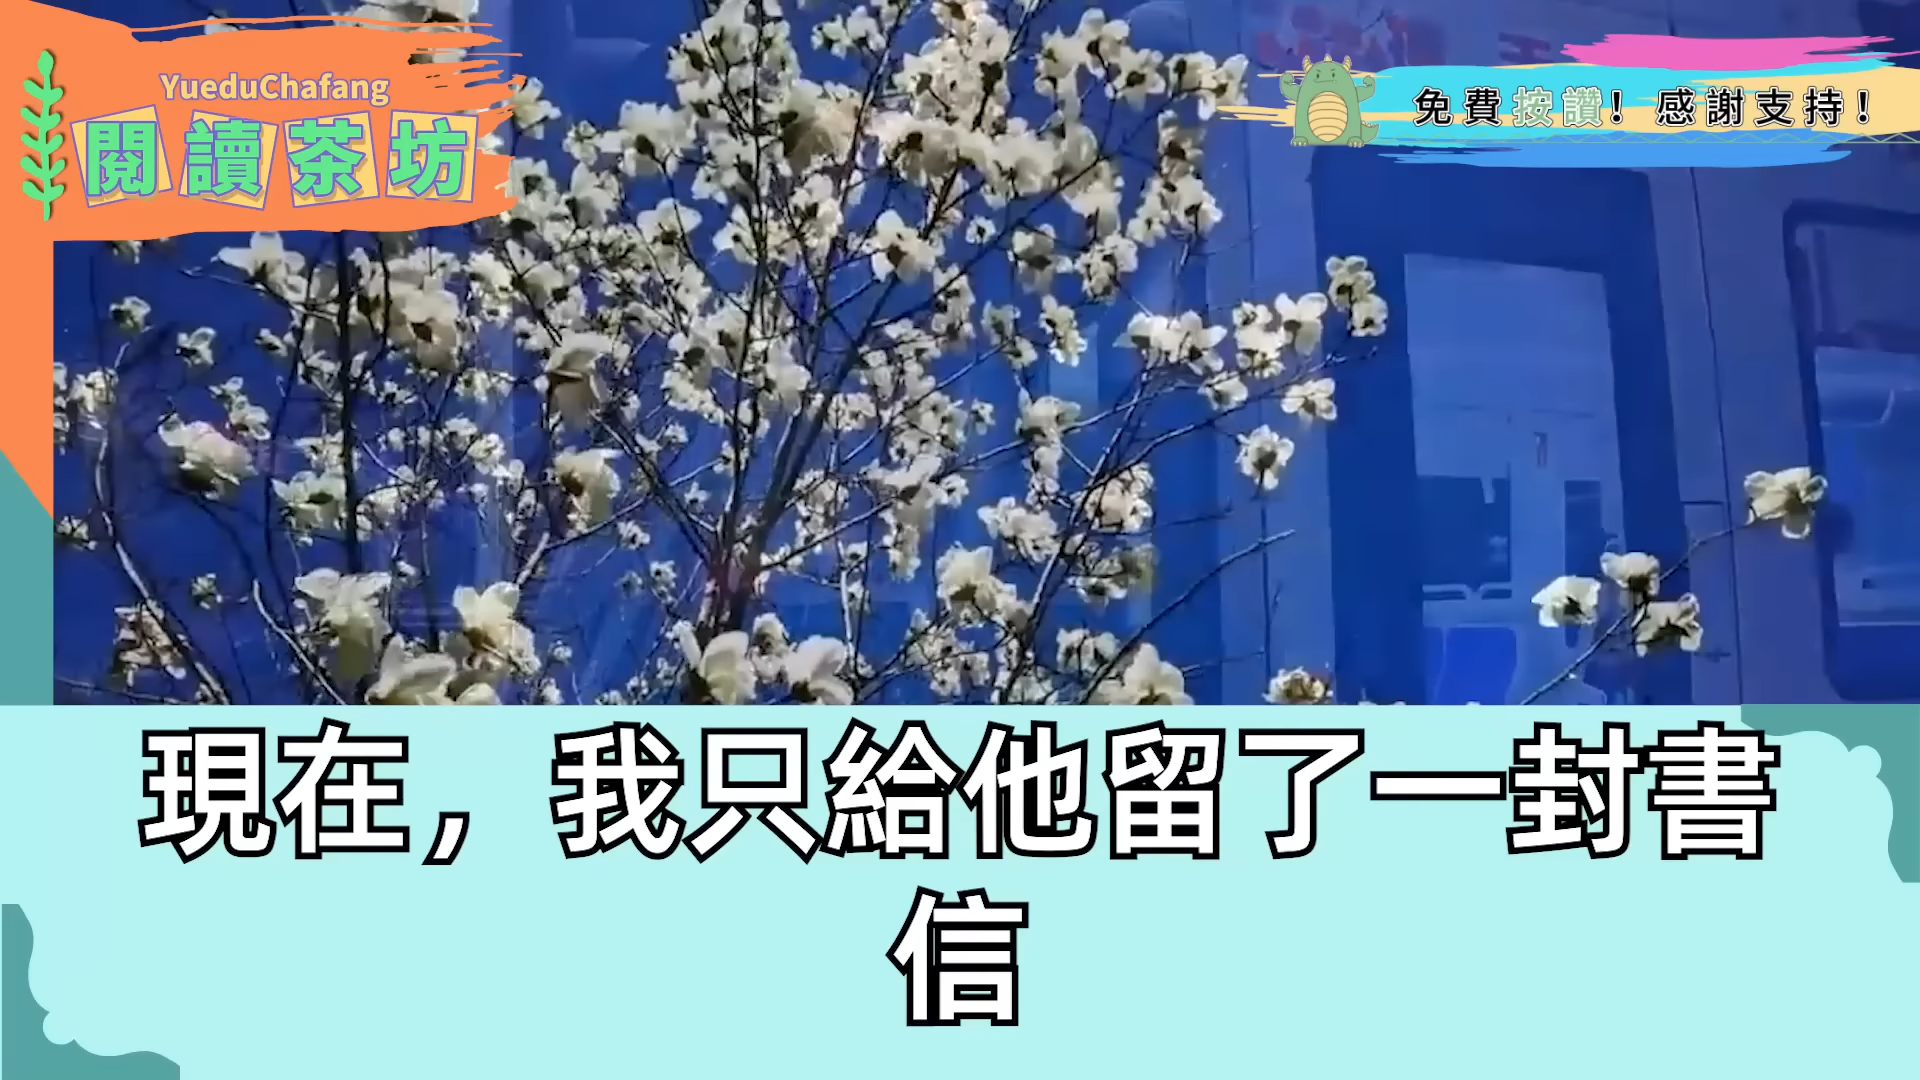 YueduChafang
閱讀茶坊
免費按讚!感謝支持!
現在,我只給他留了一封書
信